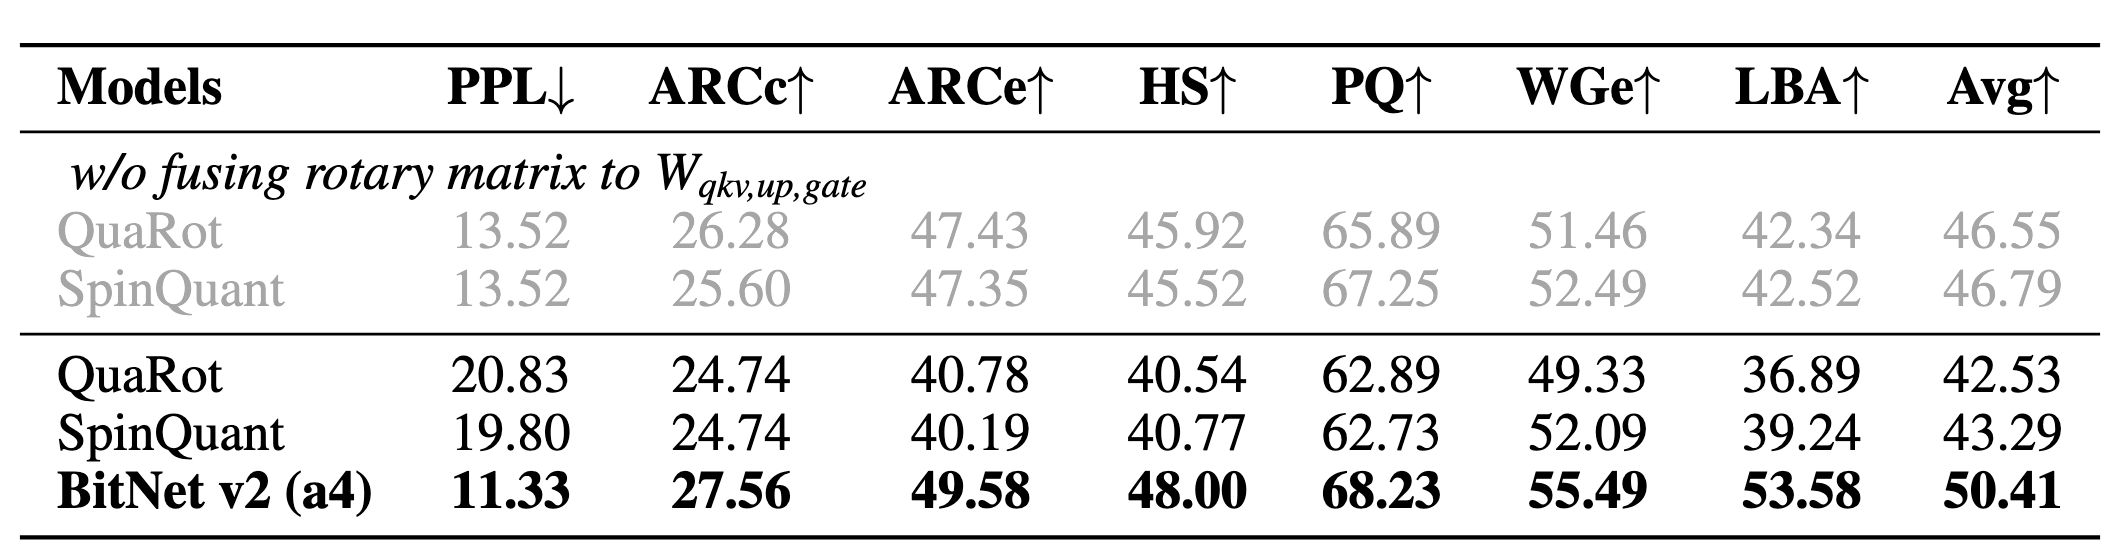 Models PPL↓ ARCc↑ ARCe↑ HS↑ PQ↑ WGe↑ LBA↑ Avg↑
w/o fusing rotary matrix to W_qkv,up,gate
QuaRot 13.52 26.28 47.43 45.92 65.89 51.46 42.34 46.55
SpinQuant 13.52 25.60 47.35 45.52 67.25 52.49 42.52 46.79
QuaRot 20.83 24.74 40.78 40.54 62.89 49.33 36.89 42.53
SpinQuant 19.80 24.74 40.19 40.77 62.73 52.09 39.24 43.29
BitNet v2 (a4) 11.33 27.56 49.58 48.00 68.23 55.49 53.58 50.41